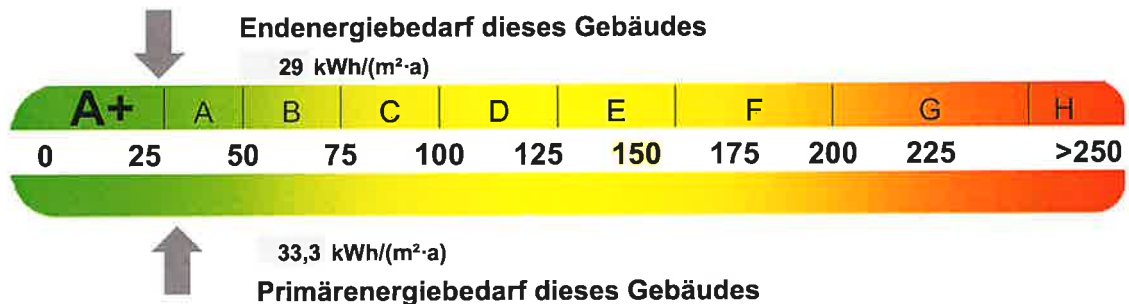 Endenergiebedarf dieses Gebäudes
29 kWh/(m²·a)
A+ A B C D E F G H
0 25 50 75 100 125 150 175 200 225 >250
33,3 kWh/(m²·a)
Primärenergiebedarf dieses Gebäudes